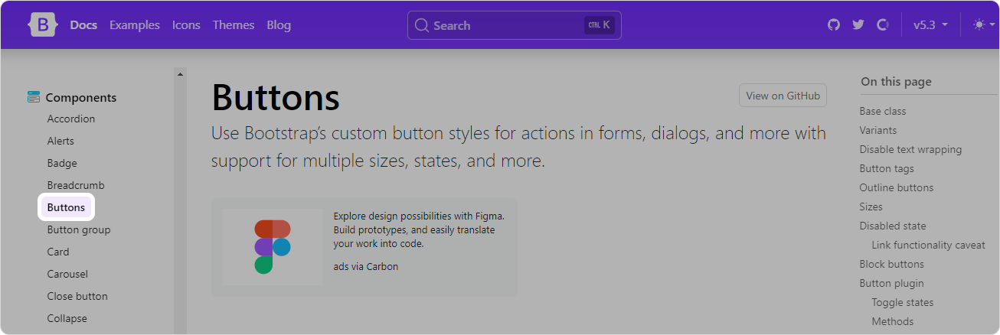 B
Docs
Examples
Icons
Themes
Blog
Search
CTRL K
v5.3
Components
Accordion
Alerts
Badge
Breadcrumb
Buttons
Button group
Card
Carousel
Close button
Collapse
Buttons
View on GitHub
Use Bootstrap’s custom button styles for actions in forms, dialogs, and more with
support for multiple sizes, states, and more.
Explore design possibilities with Figma.
Build prototypes, and easily translate
your work into code.
ads via Carbon
On this page
Base class
Variants
Disable text wrapping
Button tags
Outline buttons
Sizes
Disabled state
Link functionality caveat
Block buttons
Button plugin
Toggle states
Methods